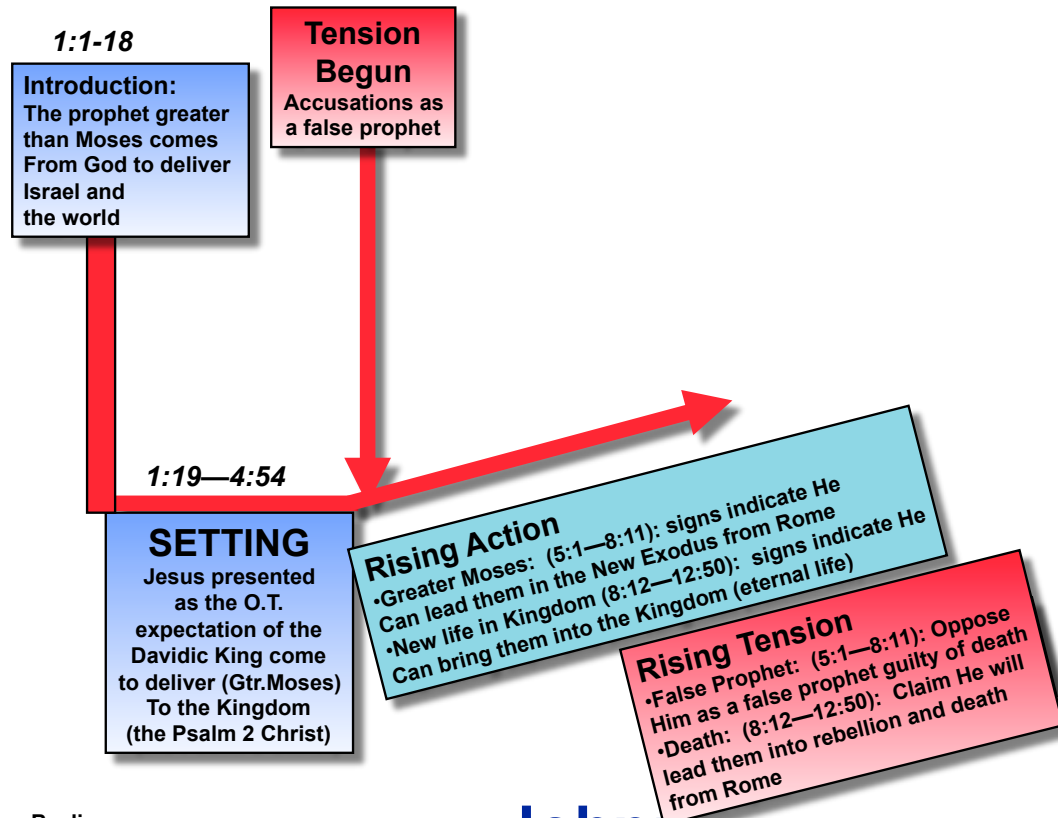 1:1-18
Introduction:
The prophet greater
than Moses comes
From God to deliver
Israel and
the world
Tension
Begun
Accusations as
a false prophet
1:19—4:54
SETTING
Jesus presented
as the O.T.
expectation of the
Davidic King come
to deliver (Gtr.Moses)
To the Kingdom
(the Psalm 2 Christ)
Rising Action
•Greater Moses: (5:1—8:11): signs indicate He
Can lead them in the New Exodus from Rome
•New life in Kingdom (8:12—12:50): signs indicate He
Can bring them into the Kingdom (eternal life)
Rising Tension
•False Prophet: (5:1—8:11): Oppose
Him as a false prophet guilty of death
•Death: (8:12—12:50): Claim He will
lead them into rebellion and death
from Rome